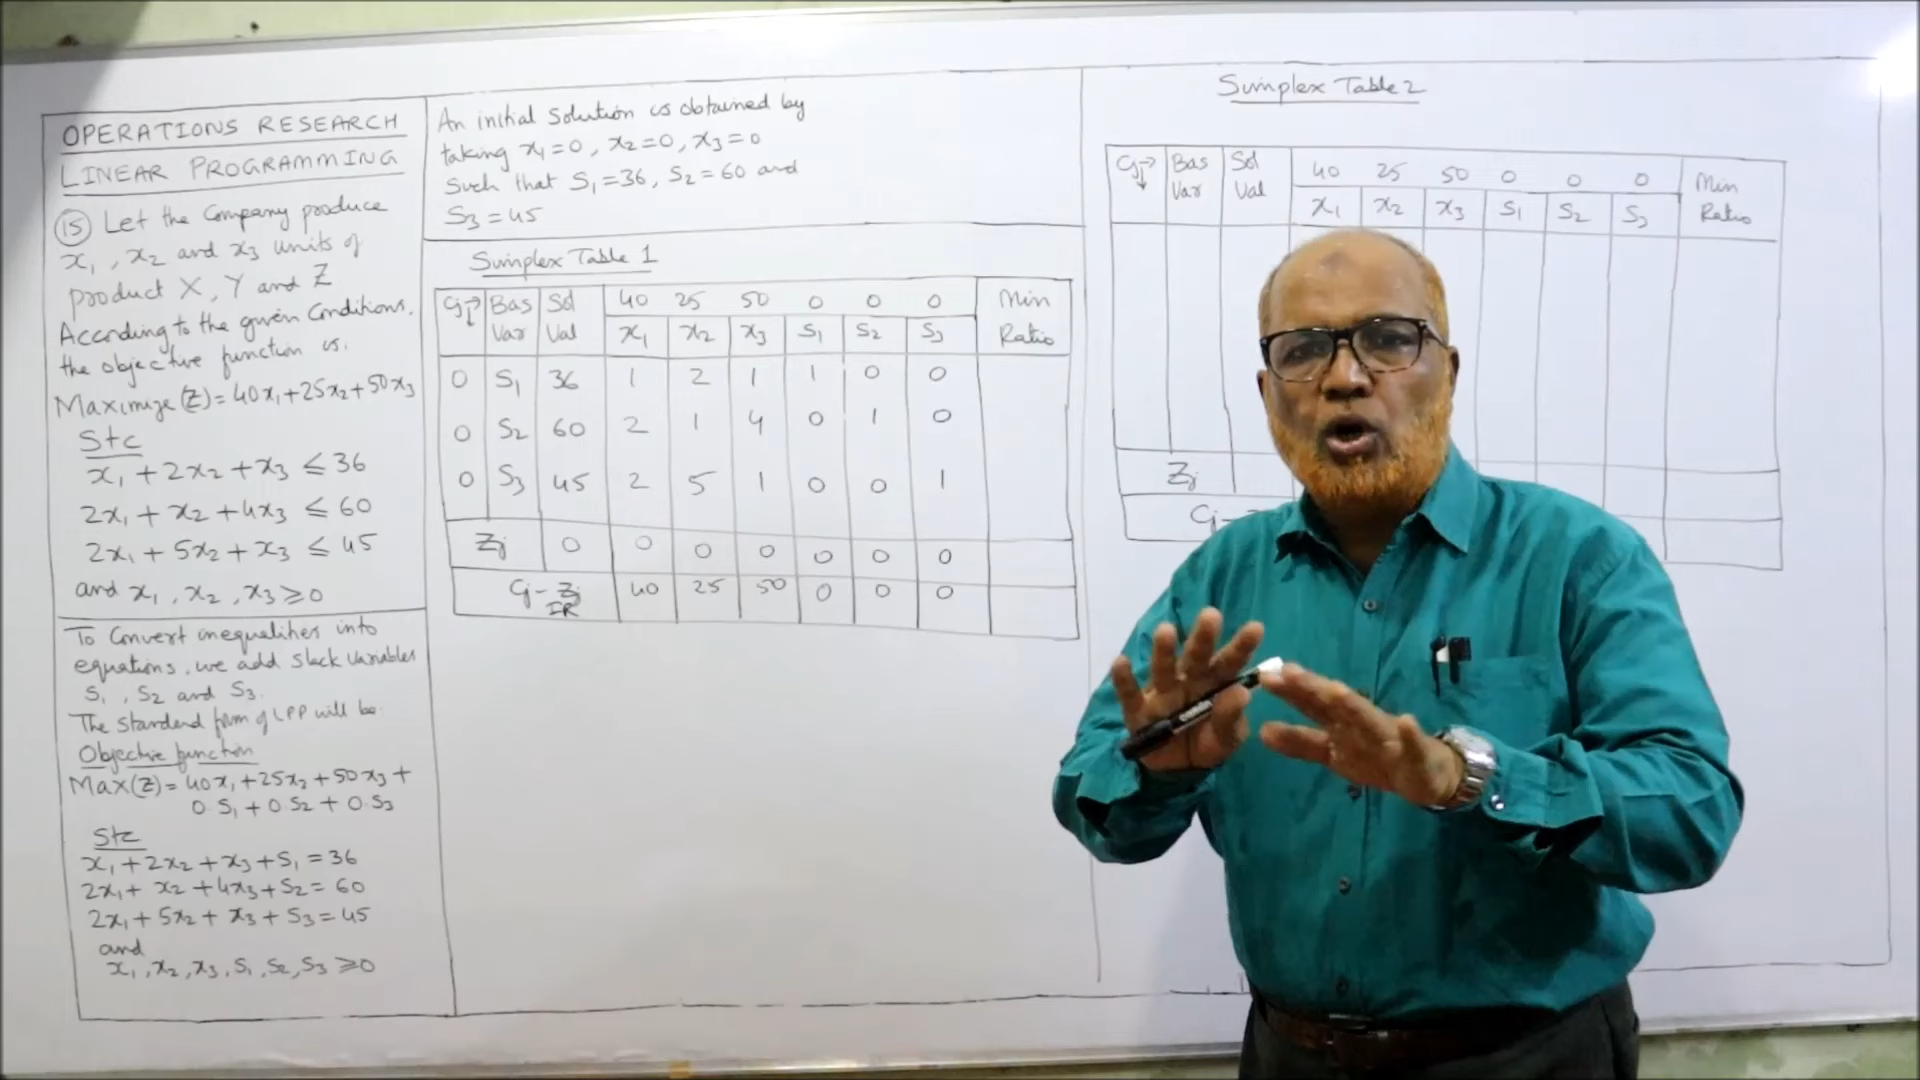 OPERATIONS RESEARCH
LINEAR PROGRAMMING
15 Let the Company produce
x₁, x₂ and x₃ units of
product X, Y and Z
According to the given Conditions.
the objective function is.
Maximize (Z) = 40x₁+25x₂+50x₃
Stc
x₁ + 2x₂ + x₃ ≤ 36
2x₁ + x₂ + 4x₃ ≤ 60
2x₁ + 5x₂ + x₃ ≤ 45
and x₁, x₂, x₃ ≥ 0
To Convert inequalities into
equations, we add slack variables
S₁, S₂ and S₃.
The Standard form of LPP will be.
Objective function
Max(Z) = 40x₁+25x₂+50x₃ +
0.S₁ + 0.S₂ + 0.S₃
Stc
x₁+2x₂+x₃+S₁ = 36
2x₁+ x₂ +4x₃+S₂ = 60
2x₁+5x₂+ x₃ + S₃ = 45
and
x₁, x₂, x₃, S₁, S₂, S₃ ≥ 0
An initial Solution is obtained by
taking x₁=0, x₂=0, x₃=0
Such that S₁=36, S₂=60 and
S₃=45
Simplex Table 1
Cj→ Bas Sol 40 25 50 0 0 0 Min
↓ Var Val x₁ x₂ x₃ S₁ S₂ S₃ Ratio
0 S₁ 36 1 2 1 1 0 0
0 S₂ 60 2 1 4 0 1 0
0 S₃ 45 2 5 1 0 0 1
Zj 0 0 0 0 0 0 0
Cj - Zj 40 25 50 0 0 0
IR
Simplex Table 2
Cj→ Bas Sol 40 25 50 0 0 0 Min
↓ Var Val x₁ x₂ x₃ S₁ S₂ S₃ Ratio
Zj
Cj -